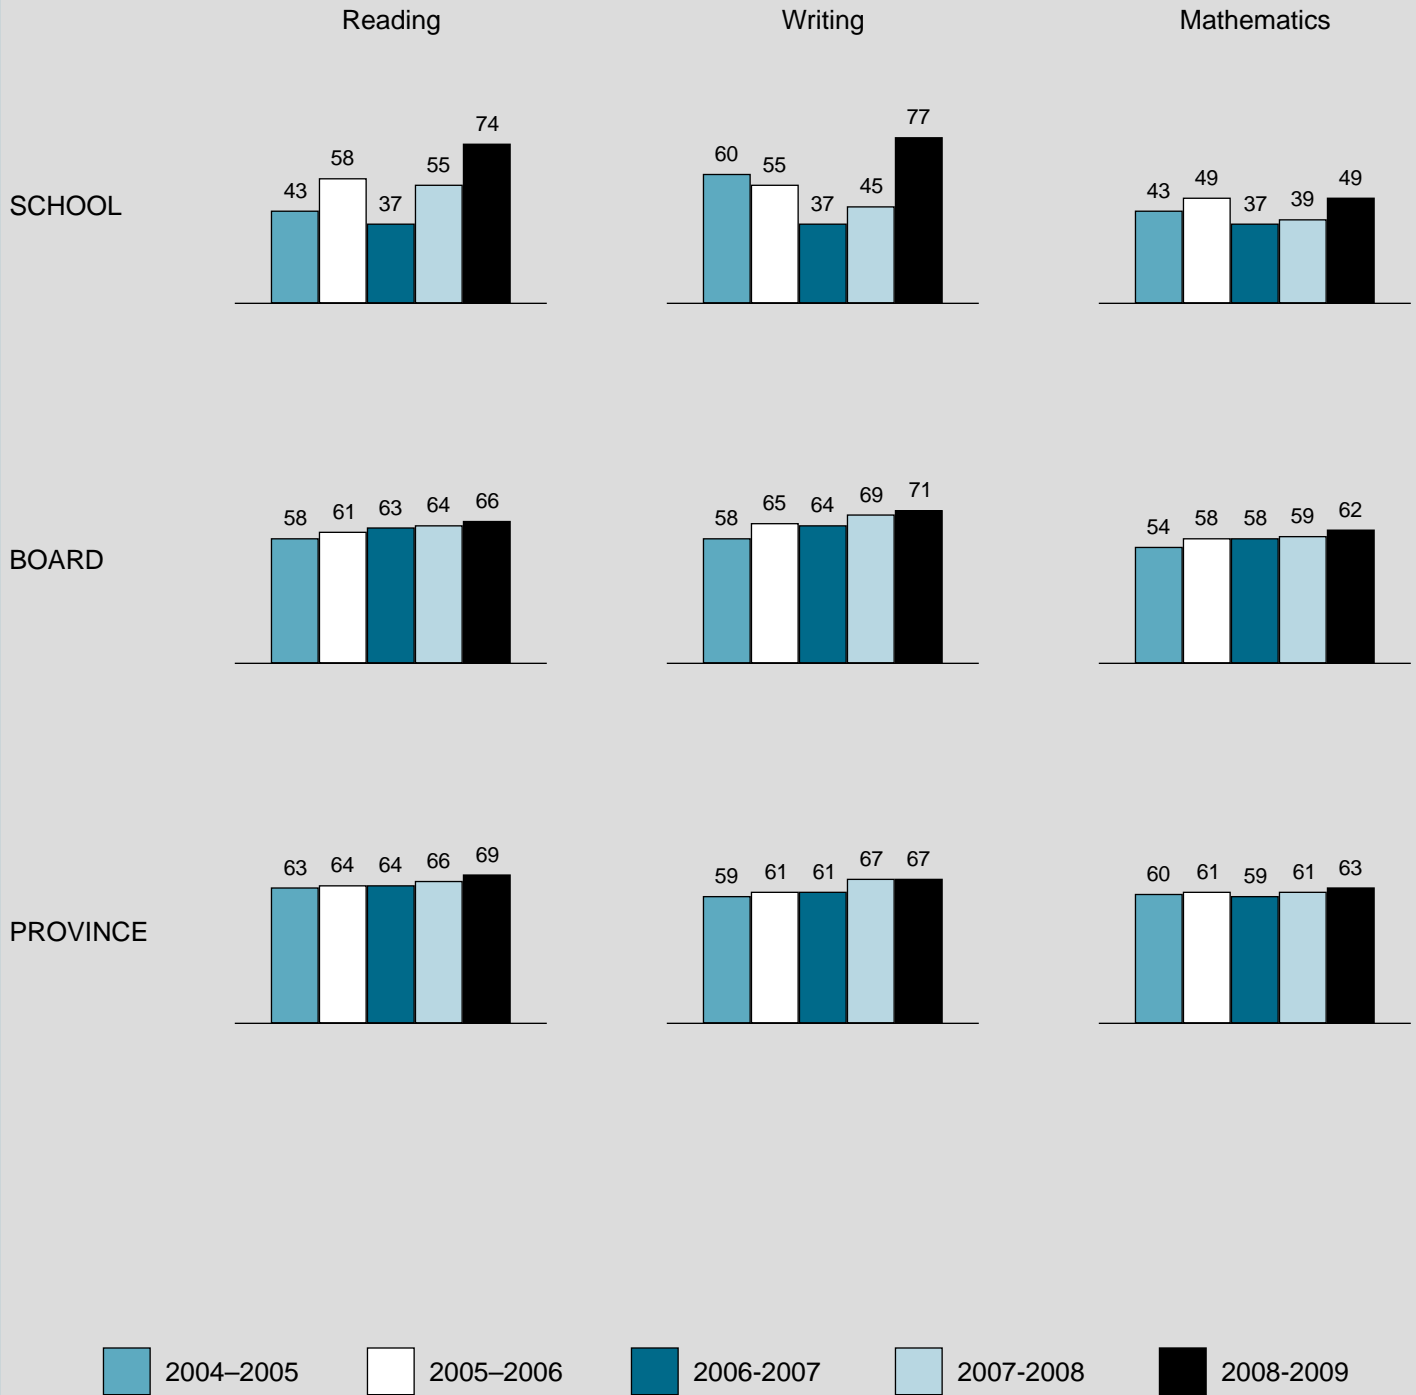 Reading Writing Mathematics
SCHOOL
43 58 37 55 74
60 55 37 45 77
43 49 37 39 49
BOARD
58 61 63 64 66
58 65 64 69 71
54 58 58 59 62
PROVINCE
63 64 64 66 69
59 61 61 67 67
60 61 59 61 63
2004–2005 2005–2006 2006-2007 2007-2008 2008-2009